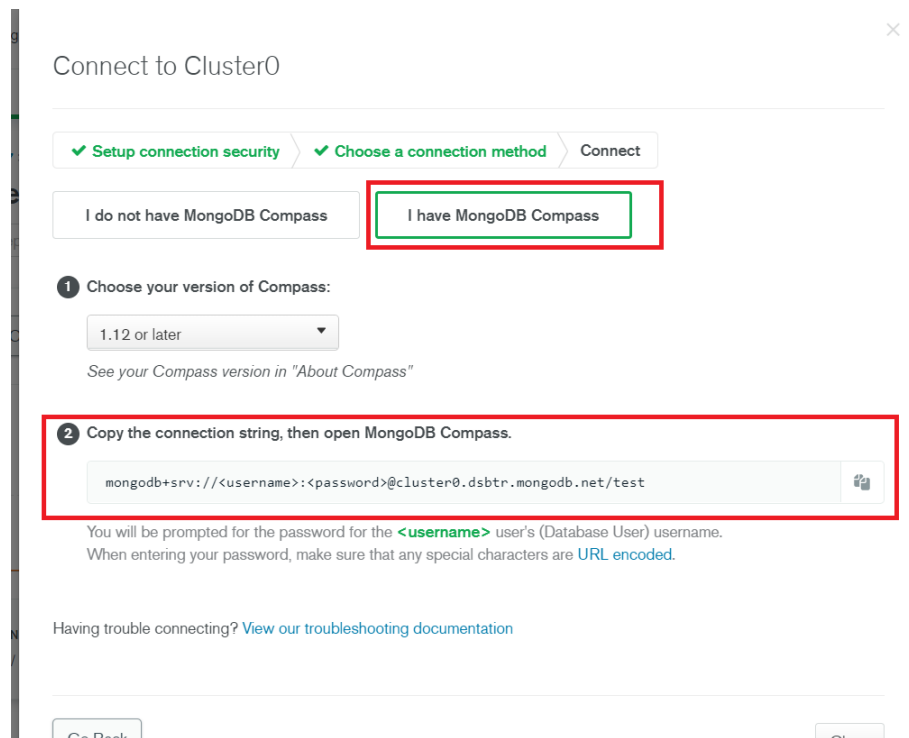 Connect to Cluster0
✔ Setup connection security ✔ Choose a connection method Connect
I do not have MongoDB Compass I have MongoDB Compass
1 Choose your version of Compass:
1.12 or later
See your Compass version in "About Compass"
2 Copy the connection string, then open MongoDB Compass.
mongodb+srv://<username>:<password>@cluster0.dsbtr.mongodb.net/test
You will be prompted for the password for the <username> user's (Database User) username.
When entering your password, make sure that any special characters are URL encoded.
Having trouble connecting? View our troubleshooting documentation
Go Back